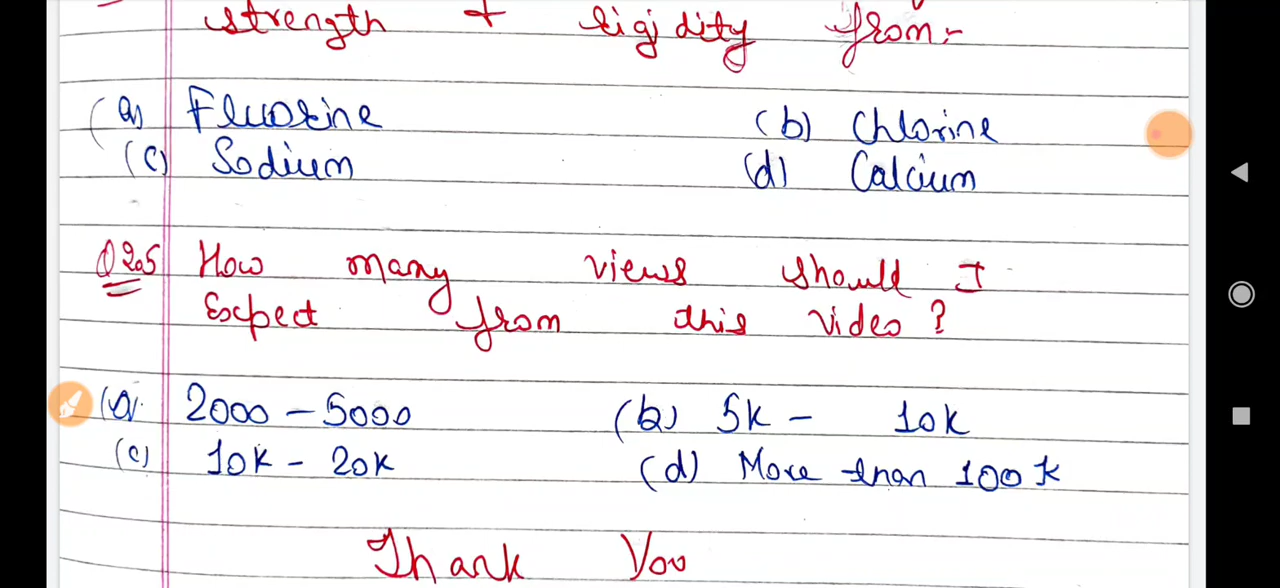 strength & rigidity from:-
(a) Fluorine (b) Chlorine
(c) Sodium (d) Calcium
Q205 How many views should I
Expect from this video?
(a) 2000 - 5000 (b) 5k - 10k
(c) 10k - 20k (d) More than 100k
Thank You